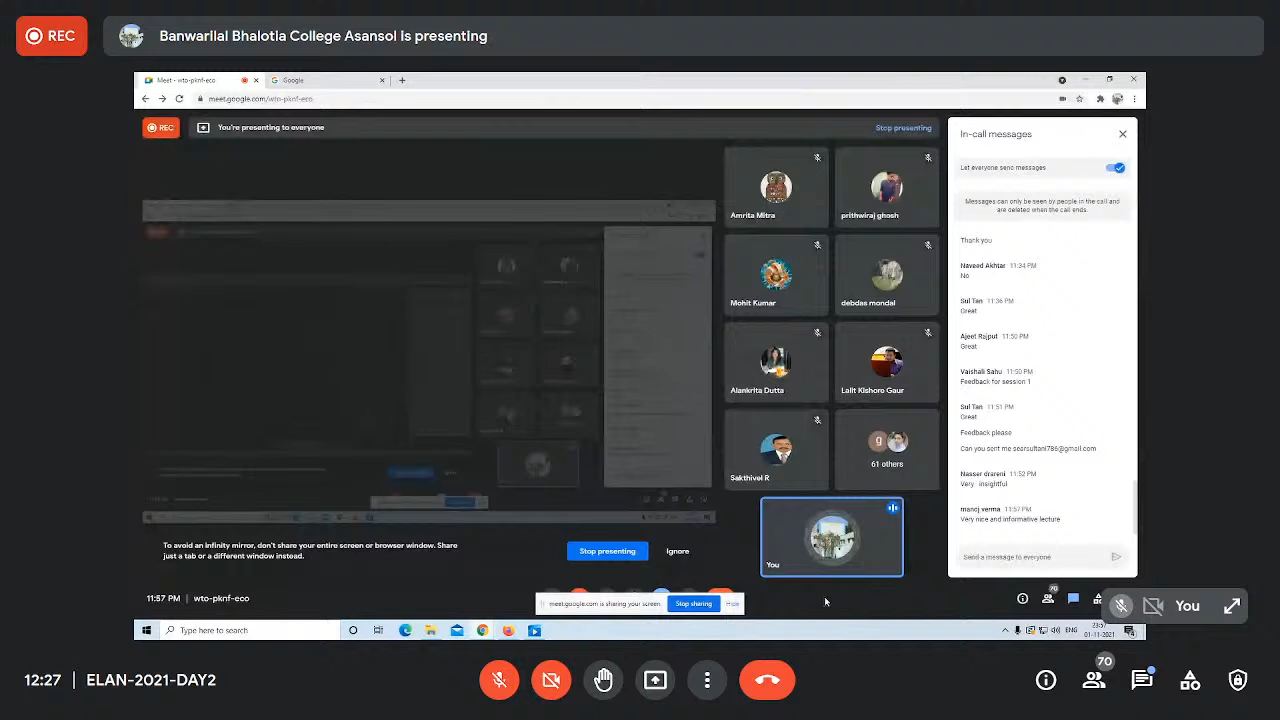 REC
Banwarilal Bhalotia College Asansol is presenting
Meet - wto-pknf-eco
Google
meet.google.com/wto-pknf-eco
REC
You're presenting to everyone
Stop presenting
In-call messages
Let everyone send messages
Messages can only be seen by people in the call and
are deleted when the call ends.
Thank you
Naveed Akhtar 11:34 PM
No
Sul Tan 11:36 PM
Great
Ajeet Rajput 11:50 PM
Great
Vaishali Sahu 11:50 PM
Feedback for session 1
Sul Tan 11:51 PM
Great
Feedback please
Can you sent me searsultani786@gmail.com
Nasser drareni 11:52 PM
Very insightful
manoj verma 11:57 PM
Very nice and informative lecture
Send a message to everyone
Amrita Mitra
prithwiraj ghosh
Mohit Kumar
debdas mondal
Alankrita Dutta
Lalit Kishoro Gaur
Sakthivel R
g
61 others
You
To avoid an infinity mirror, don't share your entire screen or browser window. Share
just a tab or a different window instead.
Stop presenting
Ignore
11:57 PM | wto-pknf-eco
meet.google.com is sharing your screen.
Stop sharing
Hide
70
You
Type here to search
ENG
23:57
01-11-2021
12:27 | ELAN-2021-DAY2
70